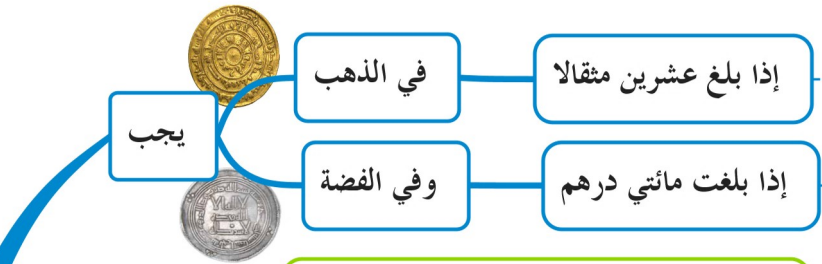 يجب
في الذهب
إذا بلغ عشرين مثقالا
وفي الفضة
إذا بلغت مائتي درهم